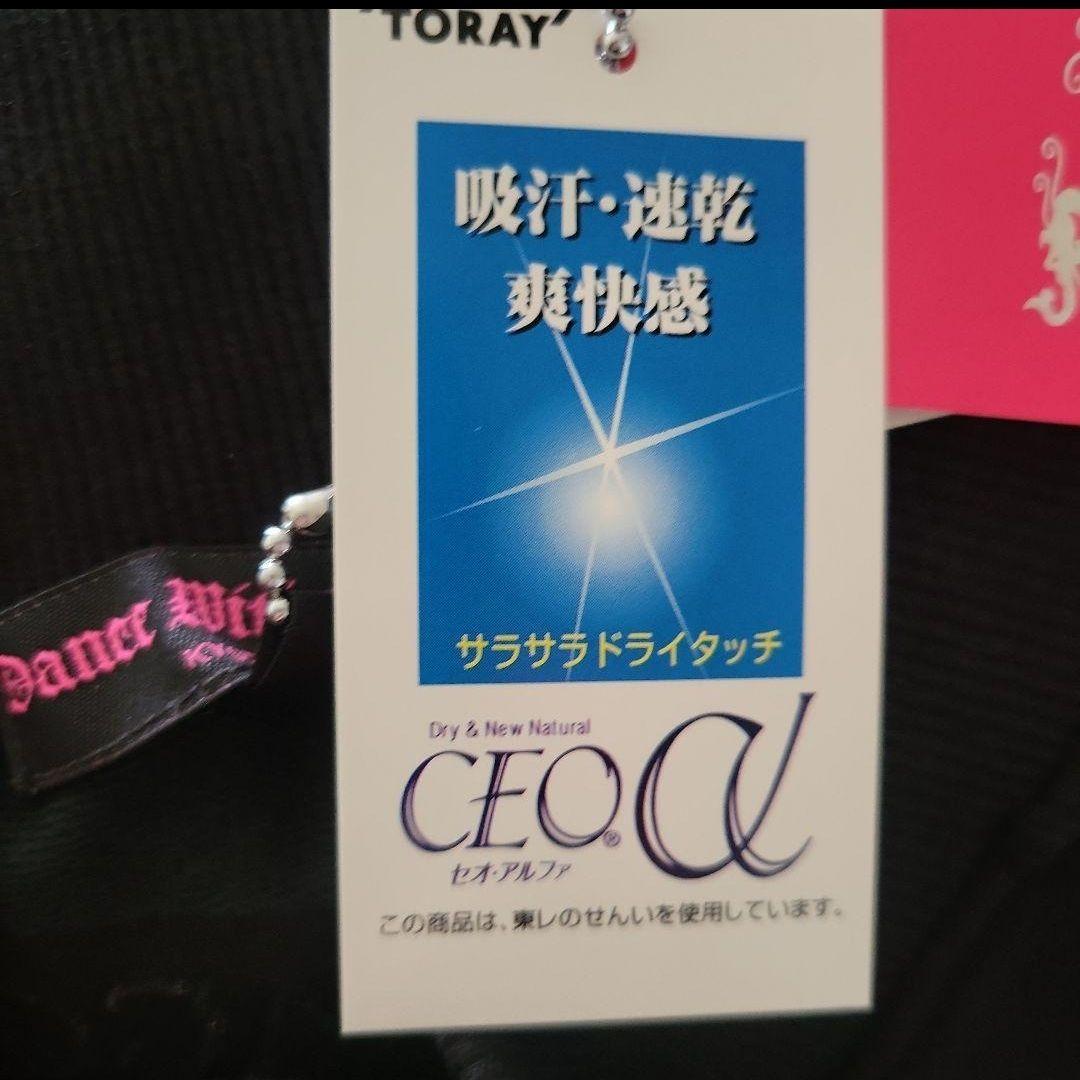 'TORAY'
吸汗・速乾
爽快感
サラサラドライタッチ
Dry & New Natural
CEO® α
セオ・アルファ
この商品は、東レのせんいを使用しています。
Dance